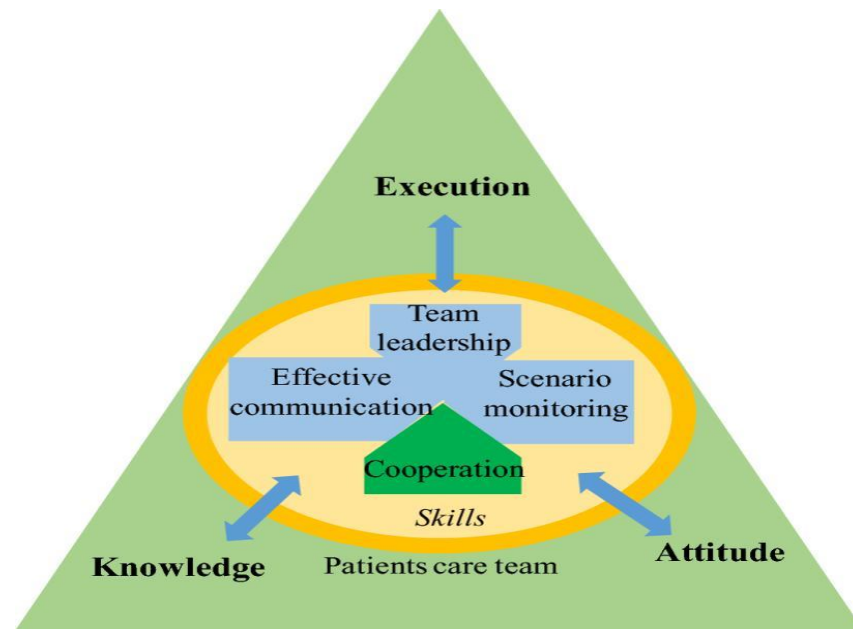 Execution
Team
leadership
Effective
communication
Scenario
monitoring
Cooperation
Skills
Knowledge
Patients care team
Attitude